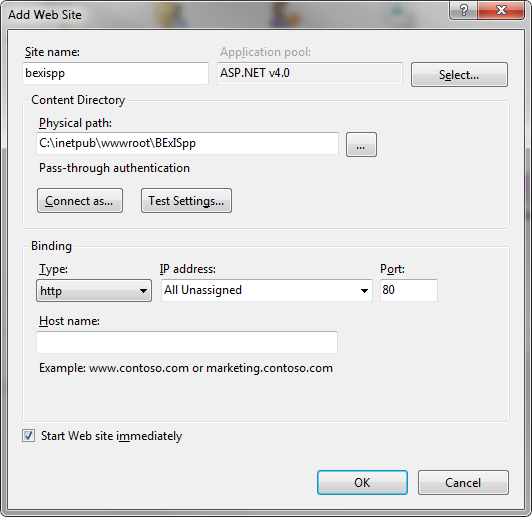 Add Web Site
Site name:
Application pool:
bexispp
ASP.NET v4.0
Select...
Content Directory
Physical path:
C:\inetpub\wwwroot\BExISpp
...
Pass-through authentication
Connect as...
Test Settings...
Binding
Type:
IP address:
Port:
http
All Unassigned
80
Host name:
Example: www.contoso.com or marketing.contoso.com
Start Web site immediately
OK
Cancel